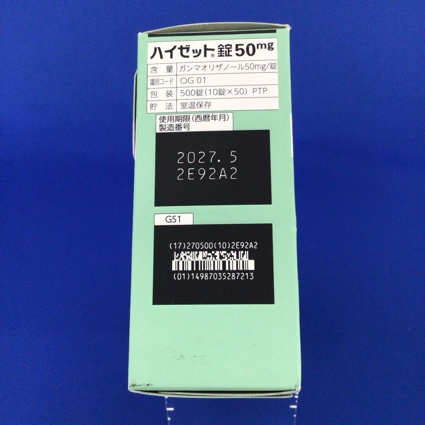 ハイゼット®錠50mg
含量 ガンマオリザノール50mg/錠
識別コード OG 01
包装 500錠(10錠×50) PTP
貯法 室温保存
使用期限(西暦年月)
製造番号
2027.5
2E92A2
GS1
(17)270500(10)2E92A2
(01)14987035287213